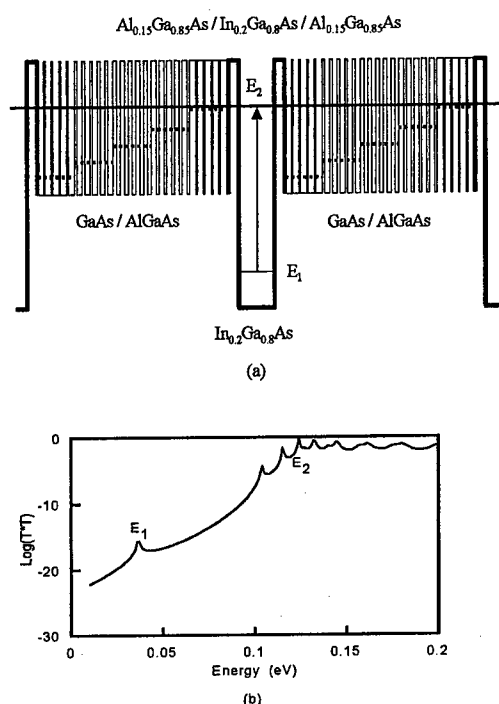 Al0.15Ga0.85As / In0.2Ga0.8As / Al0.15Ga0.85As
E2
GaAs / AlGaAs
GaAs / AlGaAs
E1
In0.2Ga0.8As
(a)
Log(T*T)
0
-10
-20
-30
E1
E2
0
0.05
0.1
0.15
0.2
Energy (eV)
(b)